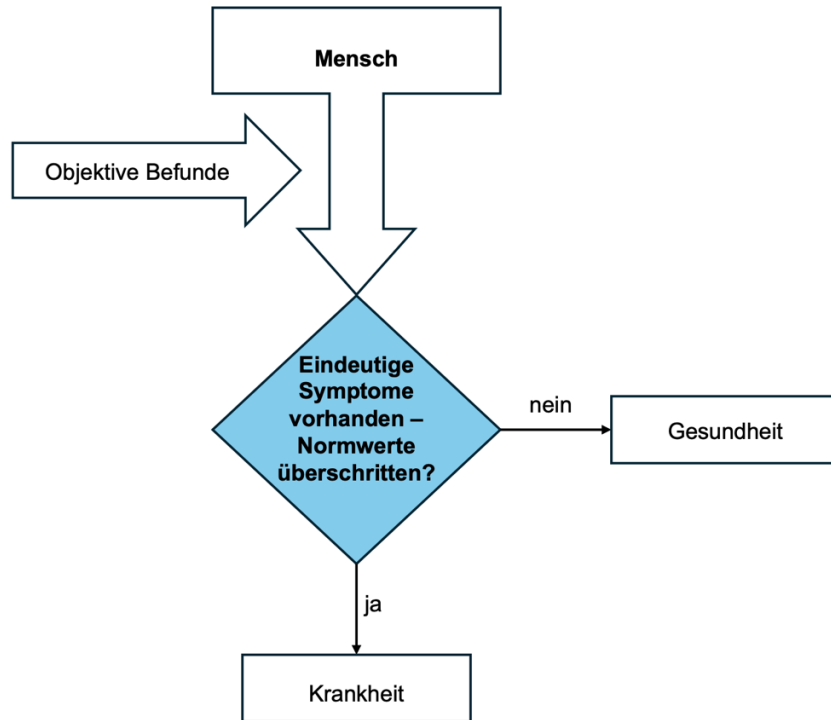 Mensch
Objektive Befunde
Eindeutige
Symptome
vorhanden –
Normwerte
überschritten?
nein
Gesundheit
ja
Krankheit